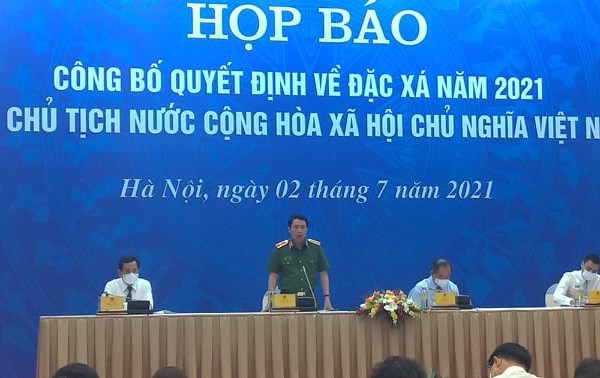 HỌP BÁO
CÔNG BỐ QUYẾT ĐỊNH VỀ ĐẶC XÁ NĂM 2021
CHỦ TỊCH NƯỚC CỘNG HÒA XÃ HỘI CHỦ NGHĨA VIỆT N
Hà Nội, ngày 02 tháng 7 năm 2021